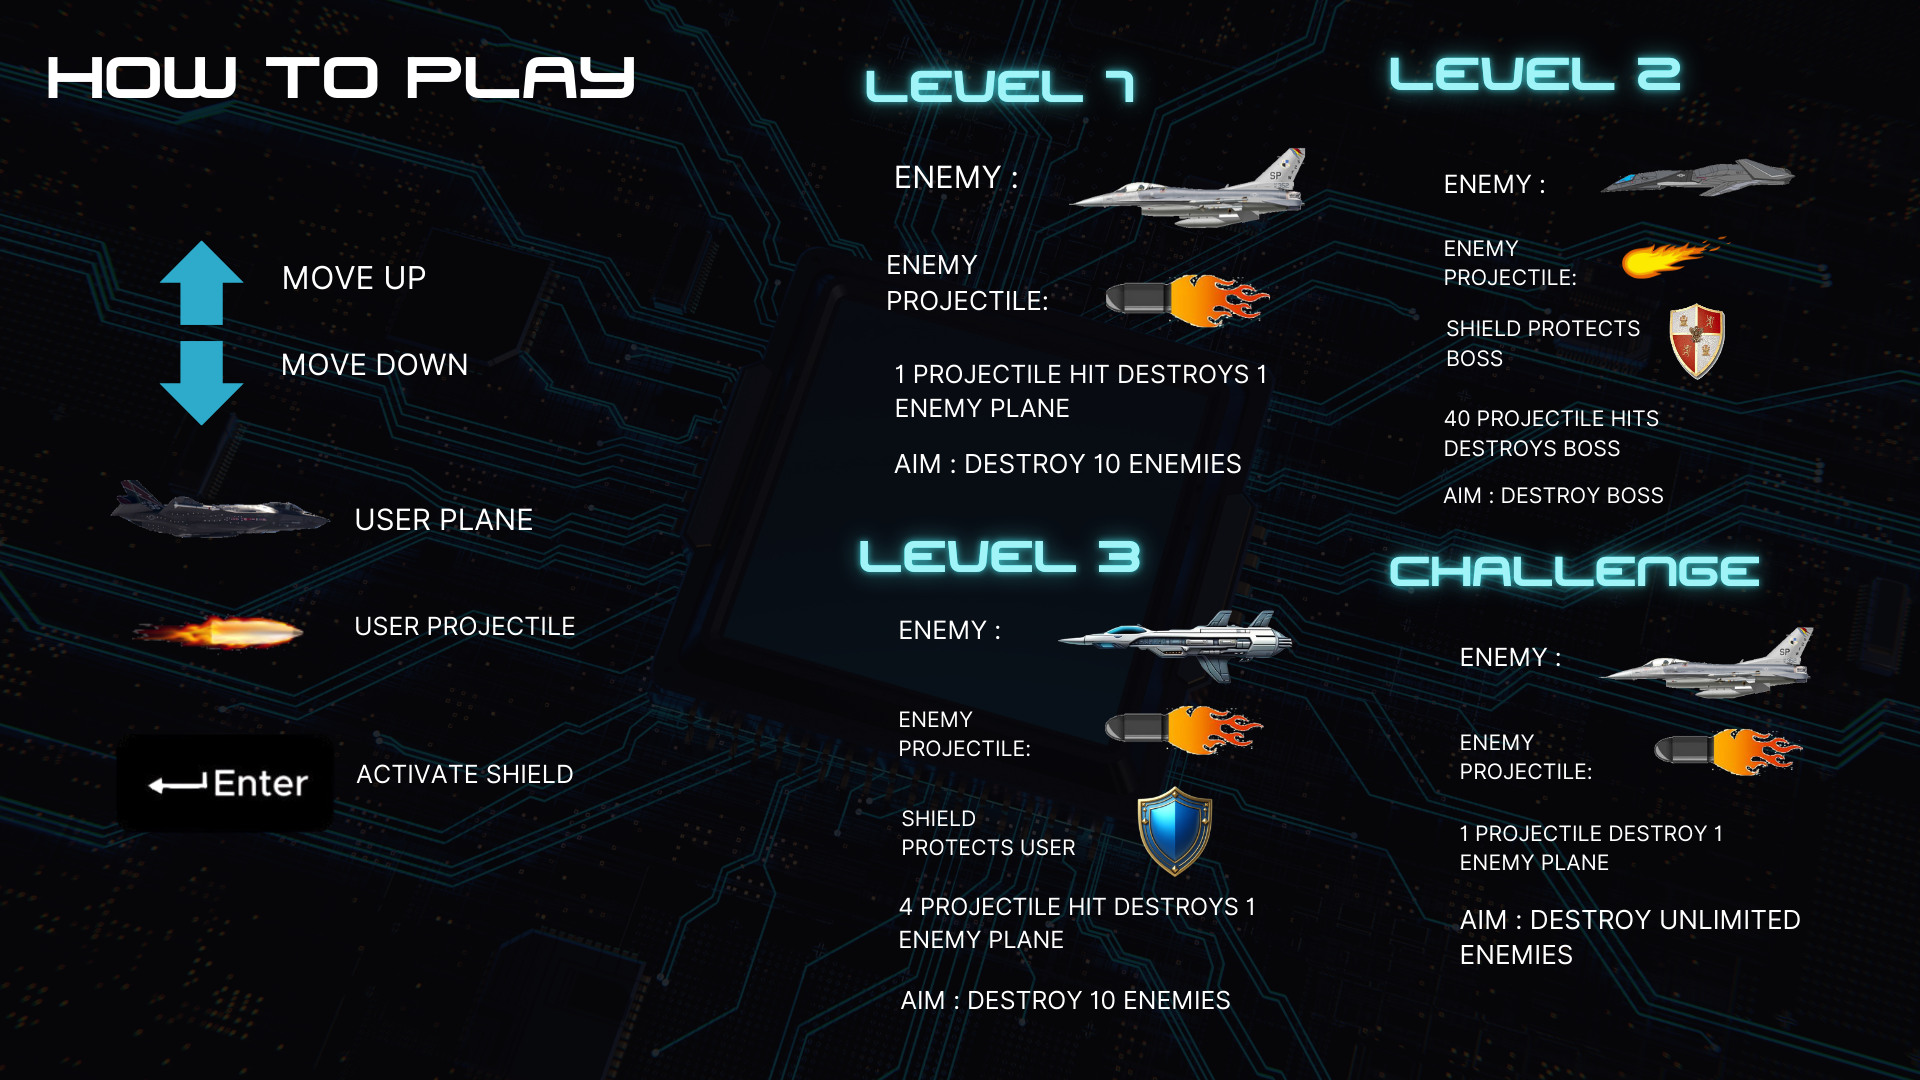 HOW TO PLAY
MOVE UP
MOVE DOWN
USER PLANE
USER PROJECTILE
Enter
ACTIVATE SHIELD
LEVEL 1
ENEMY :
SP
ENEMY
PROJECTILE:
1 PROJECTILE HIT DESTROYS 1
ENEMY PLANE
AIM : DESTROY 10 ENEMIES
LEVEL 2
ENEMY :
ENEMY
PROJECTILE:
SHIELD PROTECTS
BOSS
40 PROJECTILE HITS
DESTROYS BOSS
AIM : DESTROY BOSS
LEVEL 3
ENEMY :
ENEMY
PROJECTILE:
SHIELD
PROTECTS USER
4 PROJECTILE HIT DESTROYS 1
ENEMY PLANE
AIM : DESTROY 10 ENEMIES
CHALLENGE
ENEMY :
SP
ENEMY
PROJECTILE:
1 PROJECTILE DESTROY 1
ENEMY PLANE
AIM : DESTROY UNLIMITED
ENEMIES